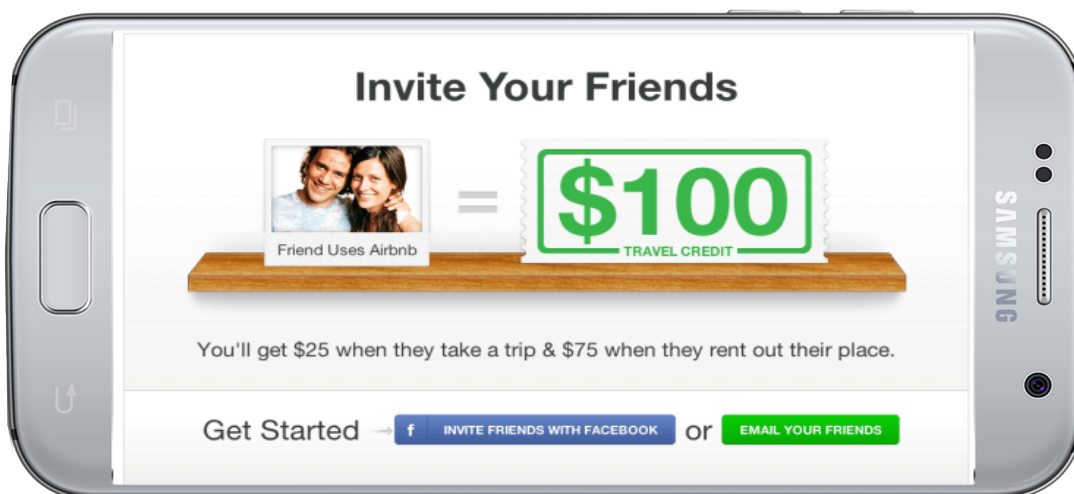 Invite Your Friends
Friend Uses Airbnb
=
$100
TRAVEL CREDIT
You'll get $25 when they take a trip & $75 when they rent out their place.
Get Started f INVITE FRIENDS WITH FACEBOOK or EMAIL YOUR FRIENDS
SAMSUNG